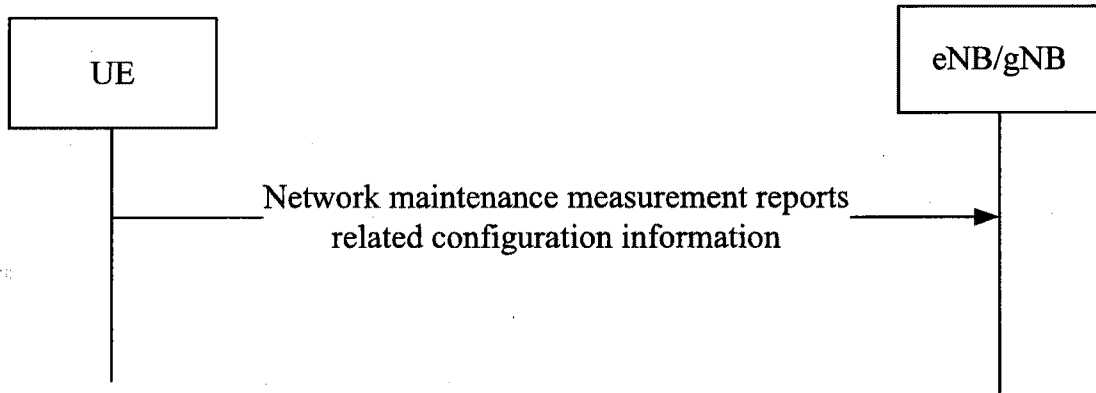 UE
eNB/gNB
Network maintenance measurement reports
related configuration information